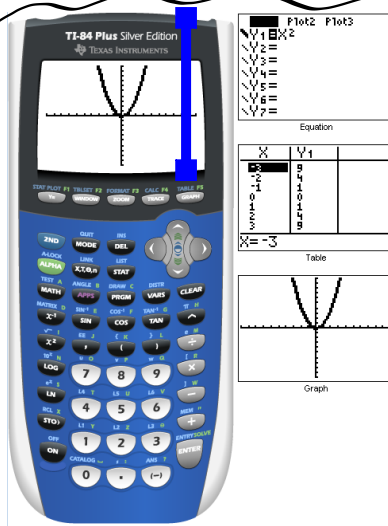 TI-84 Plus Silver Edition
TEXAS INSTRUMENTS
STAT PLOT F1 TBLSET F2 FORMAT F3 CALC F4 TABLE F5
Y= WINDOW ZOOM TRACE GRAPH
QUIT INS
2ND MODE DEL
A-LOCK LINK LIST
ALPHA X,T,Θ,n STAT
TEST A ANGLE B DRAW C DISTR
MATH APPS PRGM VARS CLEAR
MATRIX D SIN⁻¹ E COS⁻¹ F TAN⁻¹ G π H
x⁻¹ SIN COS TAN ^
√ I EE J { K } L e M
x² , ( ) ÷
10ˣ N u O v P w Q [ R
LOG 7 8 9 ×
eˣ S L4 T L5 U L6 V ] W
LN 4 5 6 −
RCL X L1 Y L2 Z L3 θ MEM "
STO› 1 2 3 +
OFF CATALOG i : ANS ? ENTRY SOLVE
ON 0 . (-) ENTER
Plot2 Plot3
\Y1=X²
\Y2=
\Y3=
\Y4=
\Y5=
\Y6=
\Y7=
Equation
X Y1
-3 9
-2 4
-1 1
0 0
1 1
2 4
3 9
X=-3
Table
Graph